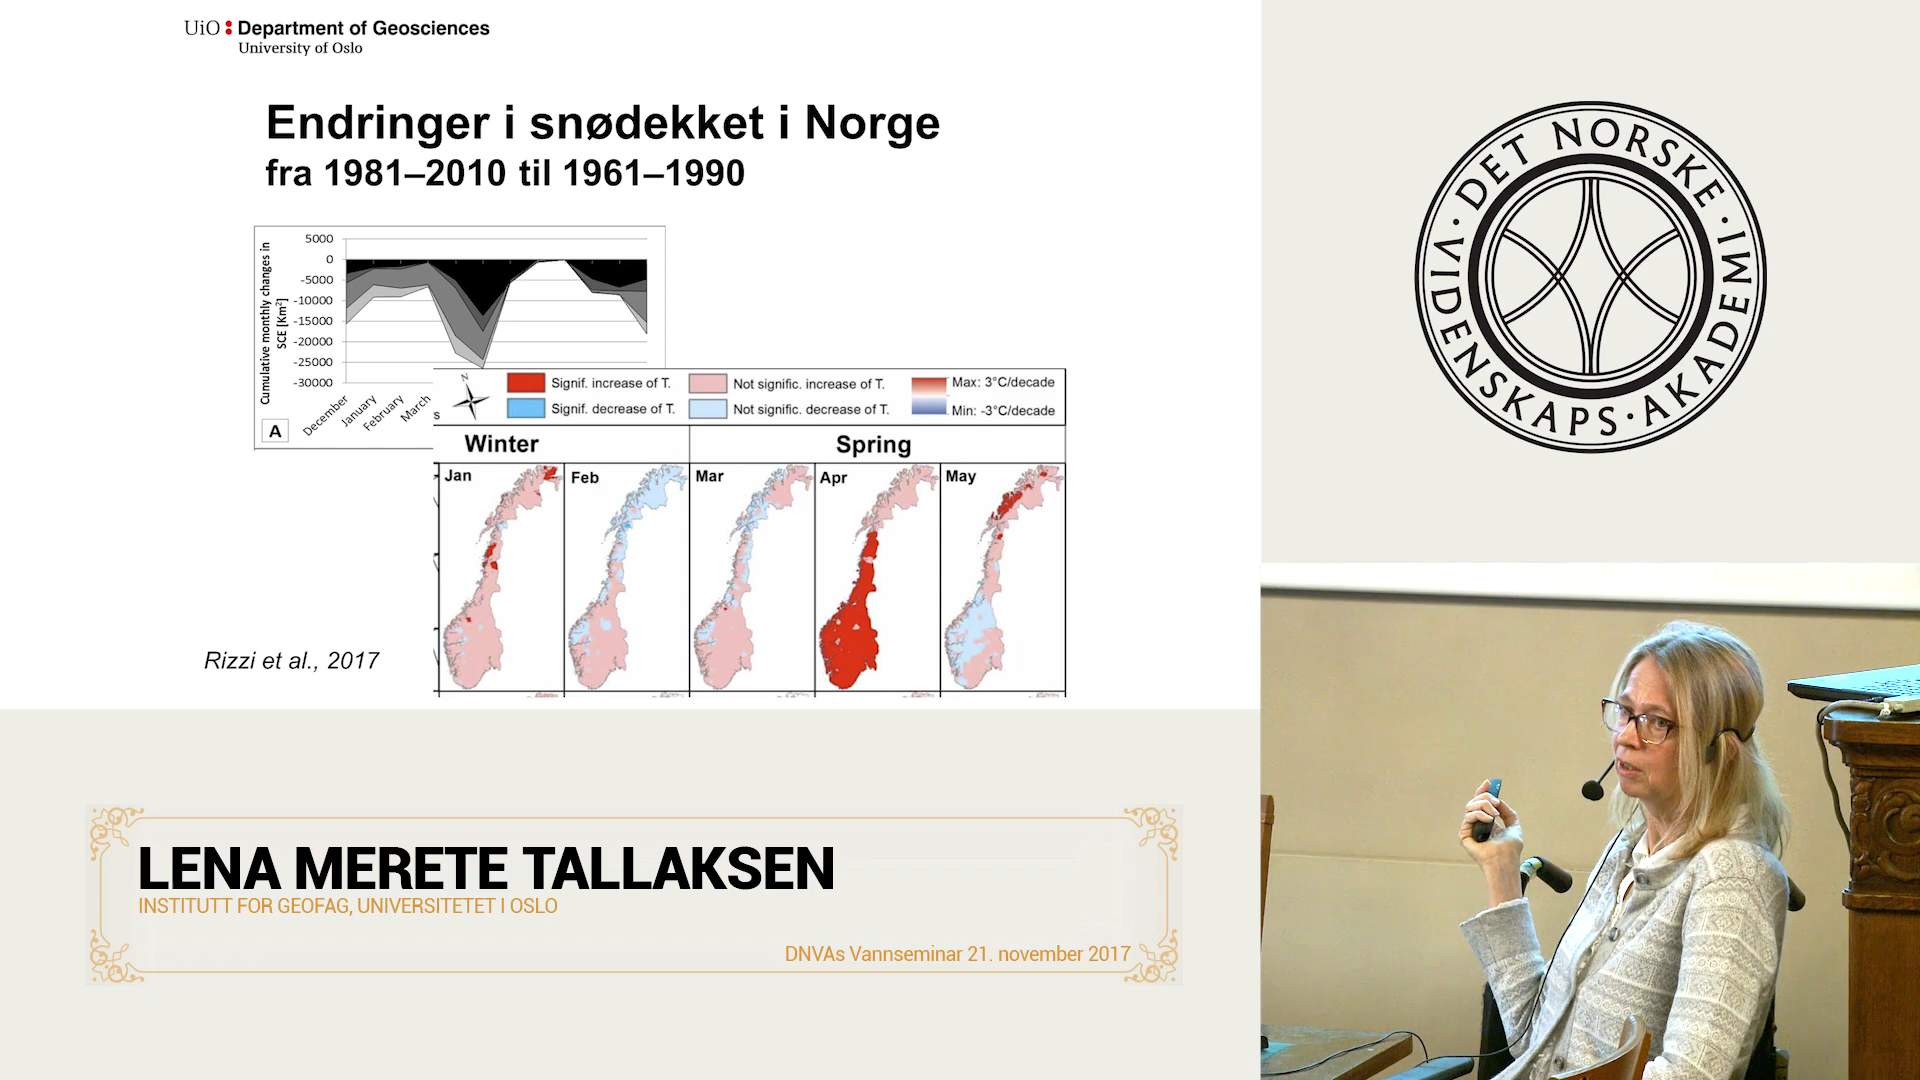 UiO : Department of Geosciences
University of Oslo
Endringer i snødekket i Norge
fra 1981–2010 til 1961–1990
Cumulative monthly changes in
SCE [Km²]
5000
0
-5000
-10000
-15000
-20000
-25000
-30000
December
January
February
March
A
N
s
Signif. increase of T.
Not signific. increase of T.
Max: 3°C/decade
Signif. decrease of T.
Not signific. decrease of T.
Min: -3°C/decade
Winter
Spring
Jan
Feb
Mar
Apr
May
Rizzi et al., 2017
· DET NORSKE · VIDENSKAPS · AKADEMI
LENA MERETE TALLAKSEN
INSTITUTT FOR GEOFAG, UNIVERSITETET I OSLO
DNVAs Vannseminar 21. november 2017